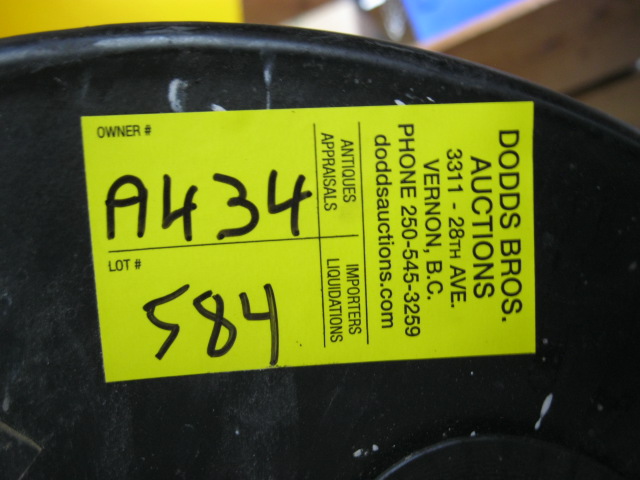 OWNER #
A434
LOT #
584
ANTIQUES
APPRAISALS
IMPORTERS
LIQUIDATIONS
DODDS BROS.
AUCTIONS
3311 - 28TH AVE.
VERNON, B.C.
PHONE 250-545-3259
doddsauctions.com